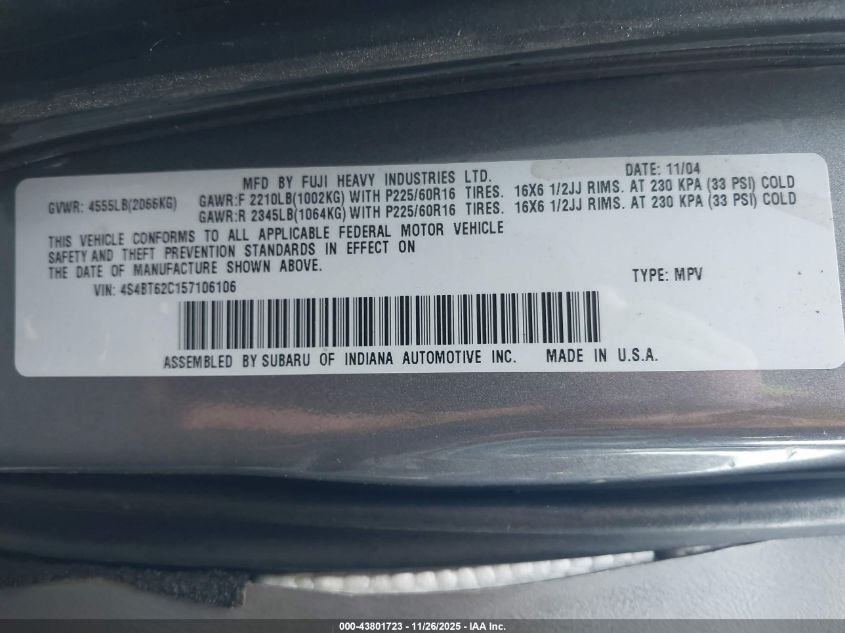 MFD BY FUJI HEAVY INDUSTRIES LTD. DATE: 11/04
GVWR: 4555LB(2066KG) GAWR:F 2210LB(1002KG) WITH P225/60R16 TIRES. 16X6 1/2JJ RIMS. AT 230 KPA (33 PSI) COLD
GAWR:R 2345LB(1064KG) WITH P225/60R16 TIRES. 16X6 1/2JJ RIMS. AT 230 KPA (33 PSI) COLD
THIS VEHICLE CONFORMS TO ALL APPLICABLE FEDERAL MOTOR VEHICLE
SAFETY AND THEFT PREVENTION STANDARDS IN EFFECT ON
THE DATE OF MANUFACTURE SHOWN ABOVE.
VIN: 4S4BT62C157106106 TYPE: MPV
ASSEMBLED BY SUBARU OF INDIANA AUTOMOTIVE INC. MADE IN U.S.A.
000-43801723 - 11/26/2025 - IAA Inc.